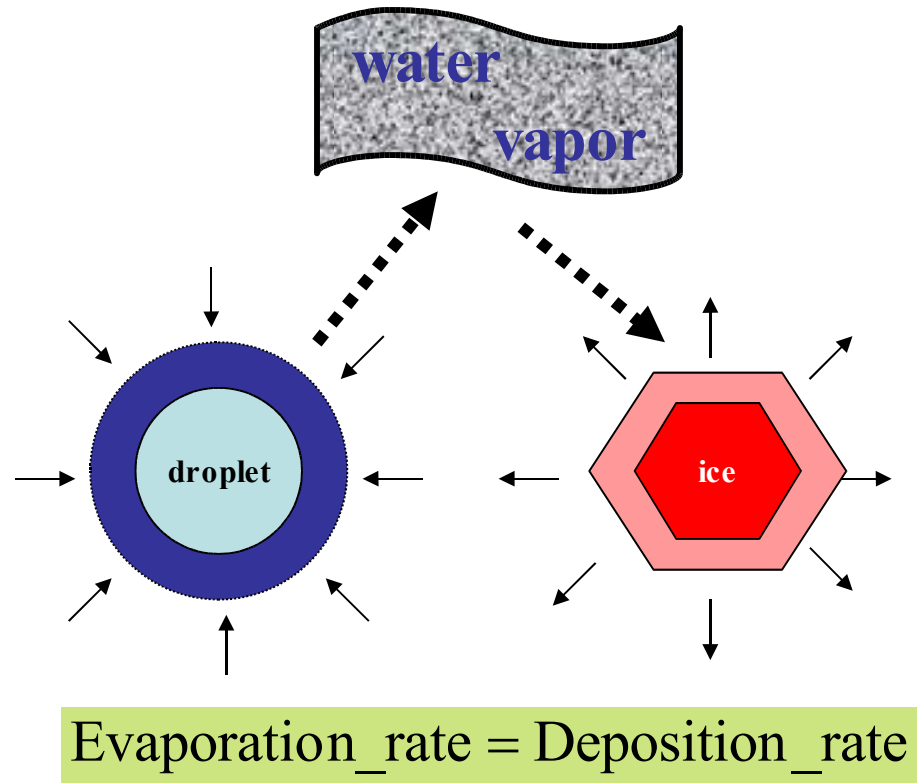 water
vapor
droplet
ice
Evaporation_rate = Deposition_rate